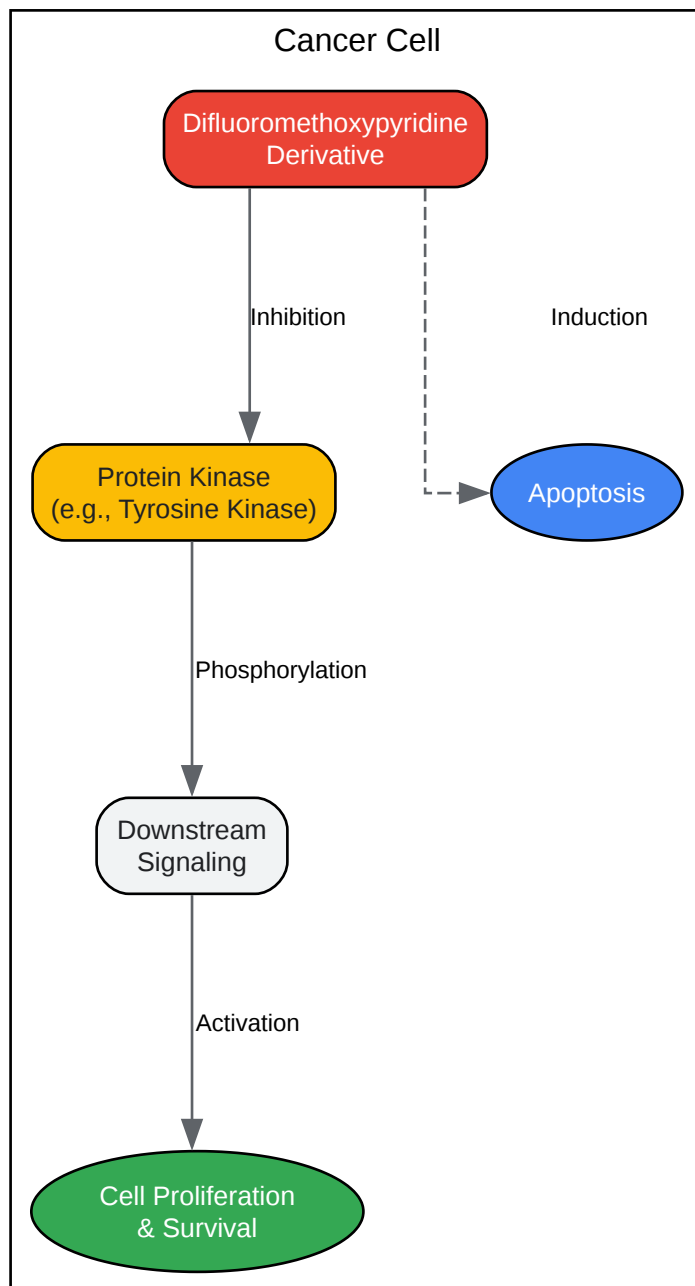 Cancer Cell
Difluoromethoxypyridine
Derivative
Inhibition
Induction
Protein Kinase
(e.g., Tyrosine Kinase)
Apoptosis
Phosphorylation
Downstream
Signaling
Activation
Cell Proliferation
& Survival